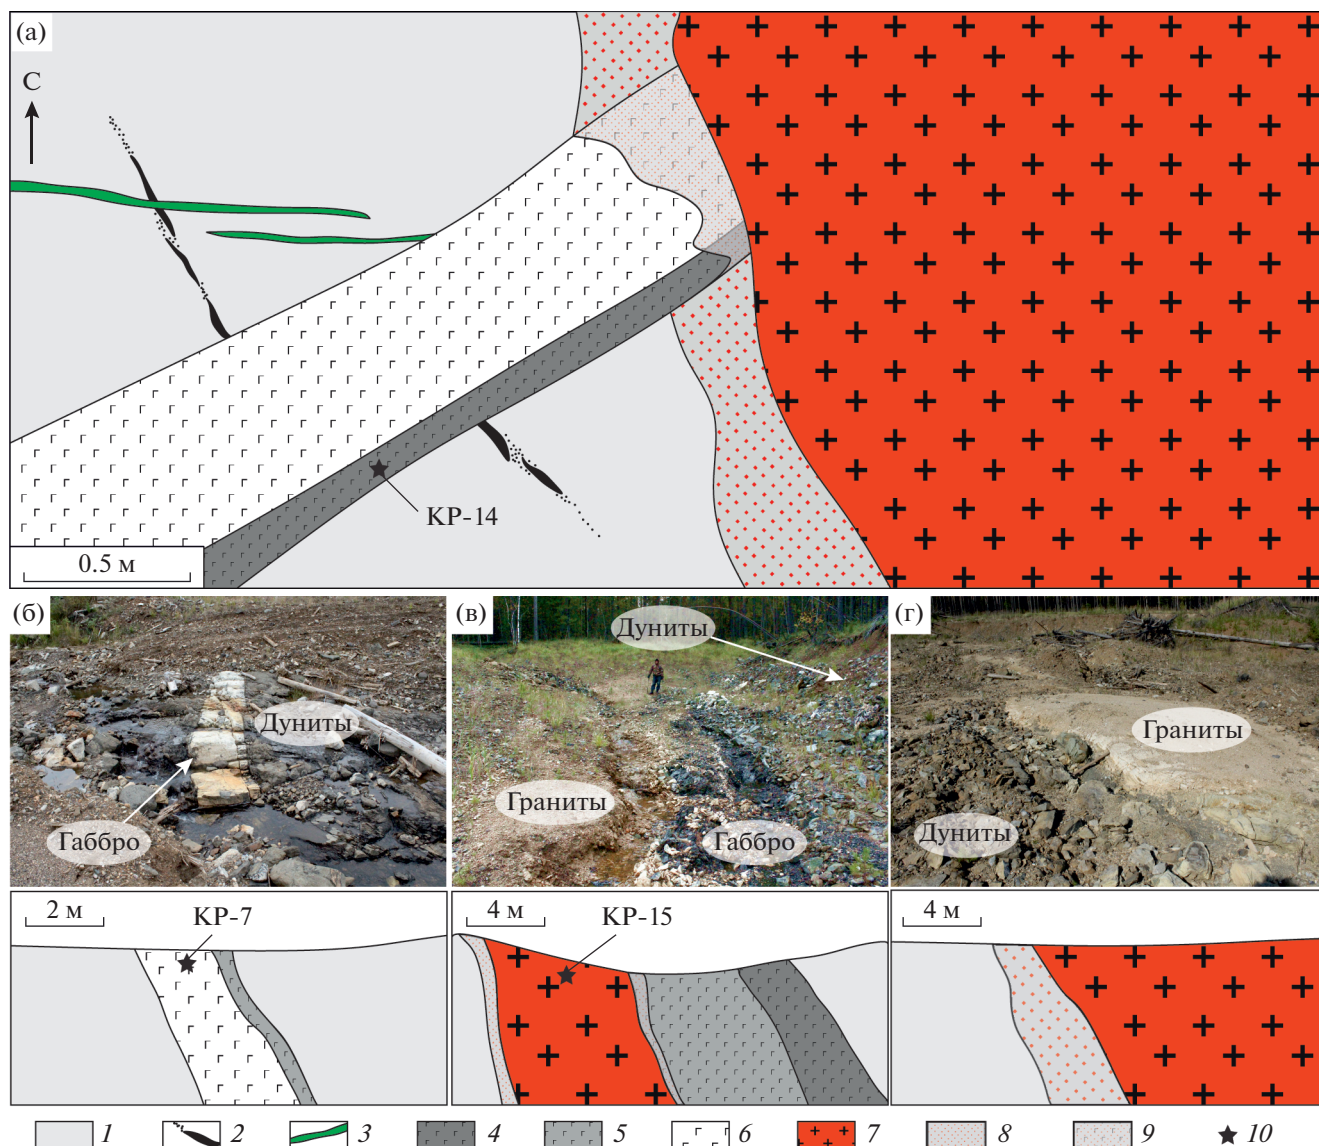 (а)
С
КР-14
0.5 м
(б)
Дуниты
Габбро
(в)
Дуниты
Граниты
Габбро
(г)
Граниты
Дуниты
2 м
КР-7
4 м
КР-15
4 м
1 2 3 4 5 6 7 8 9 10